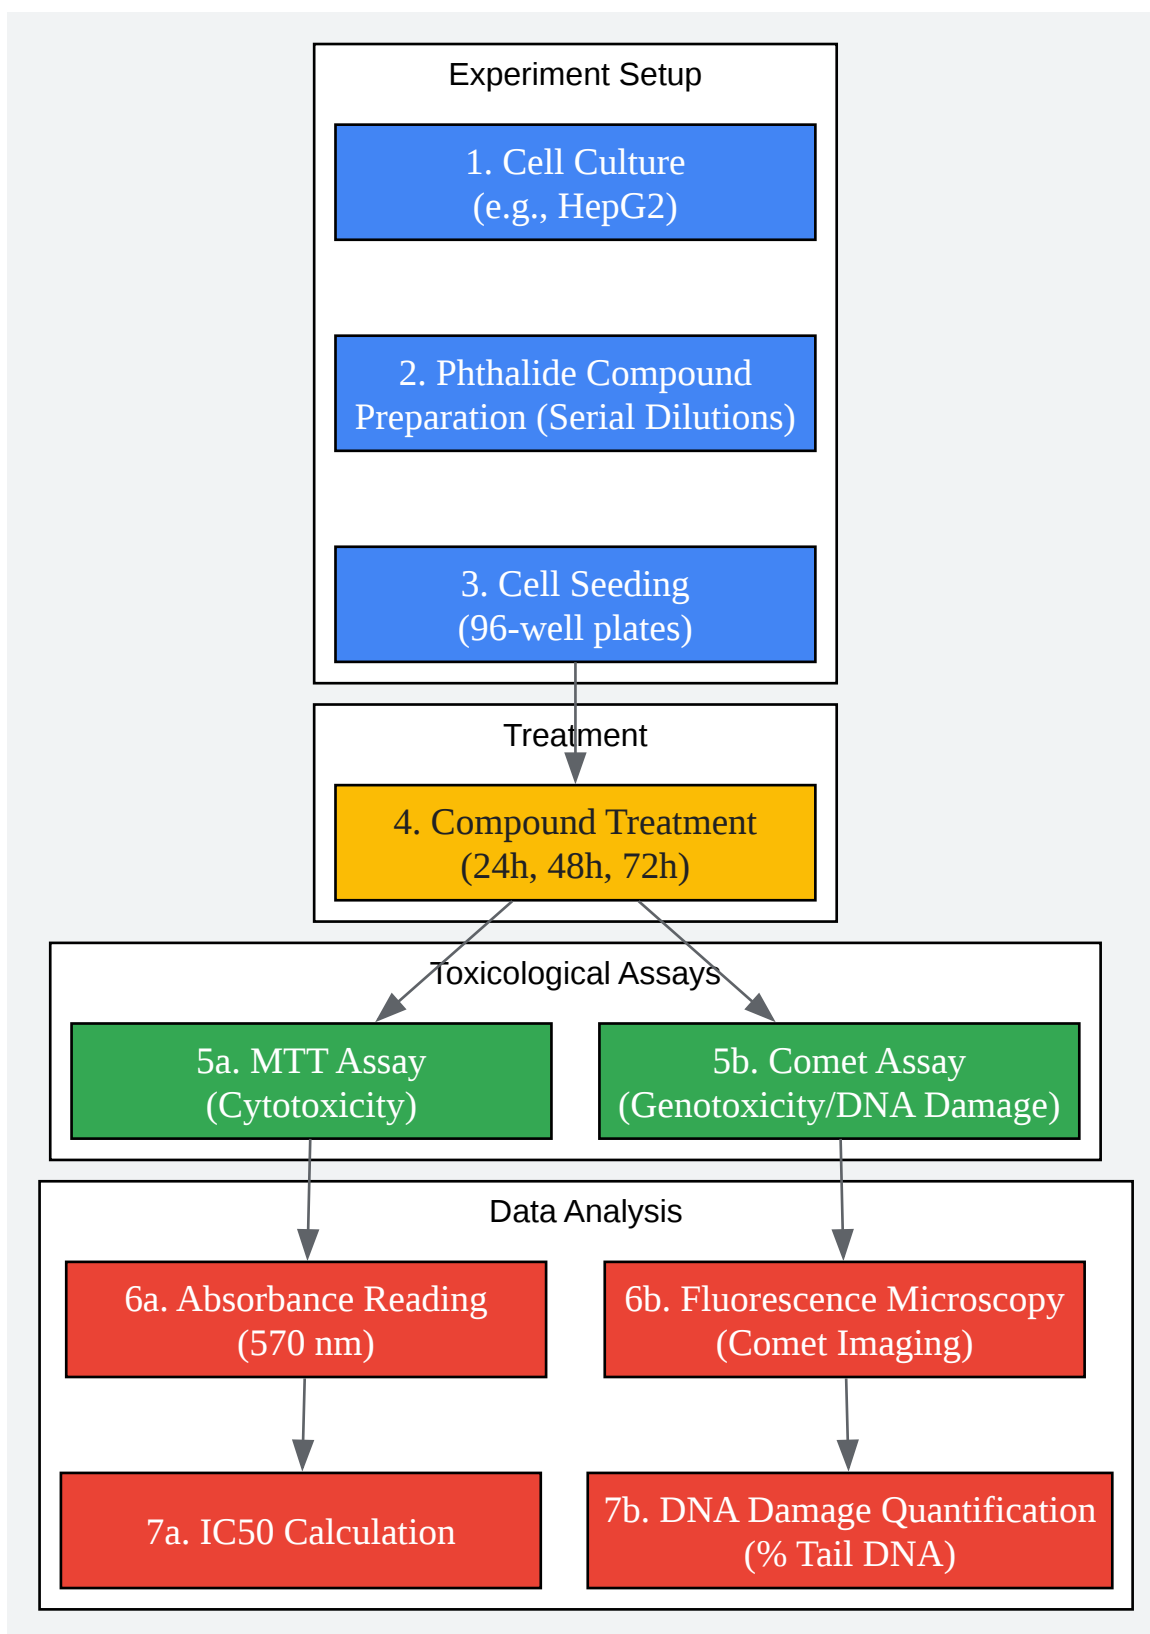 Experiment Setup
1. Cell Culture
(e.g., HepG2)
2. Phthalide Compound
Preparation (Serial Dilutions)
3. Cell Seeding
(96-well plates)
Treatment
4. Compound Treatment
(24h, 48h, 72h)
Toxicological Assays
5a. MTT Assay
(Cytotoxicity)
5b. Comet Assay
(Genotoxicity/DNA Damage)
Data Analysis
6a. Absorbance Reading
(570 nm)
6b. Fluorescence Microscopy
(Comet Imaging)
7a. IC50 Calculation
7b. DNA Damage Quantification
(% Tail DNA)